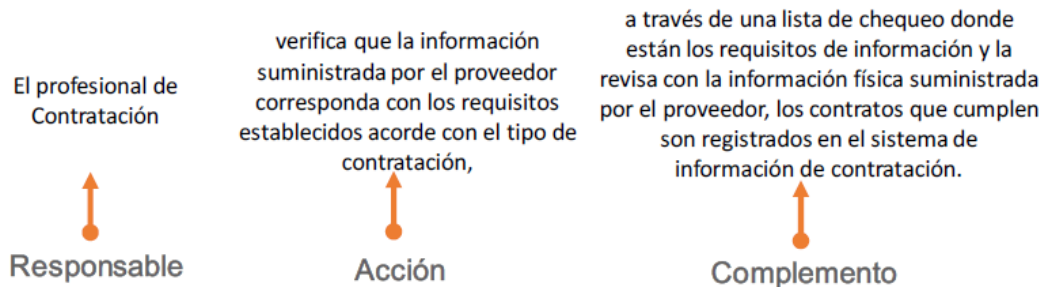 El profesional de
Contratación
verifica que la información
suministrada por el proveedor
corresponda con los requisitos
establecidos acorde con el tipo de
contratación,
a través de una lista de chequeo donde
están los requisitos de información y la
revisa con la información física suministrada
por el proveedor, los contratos que cumplen
son registrados en el sistema de
información de contratación.
Responsable
Acción
Complemento